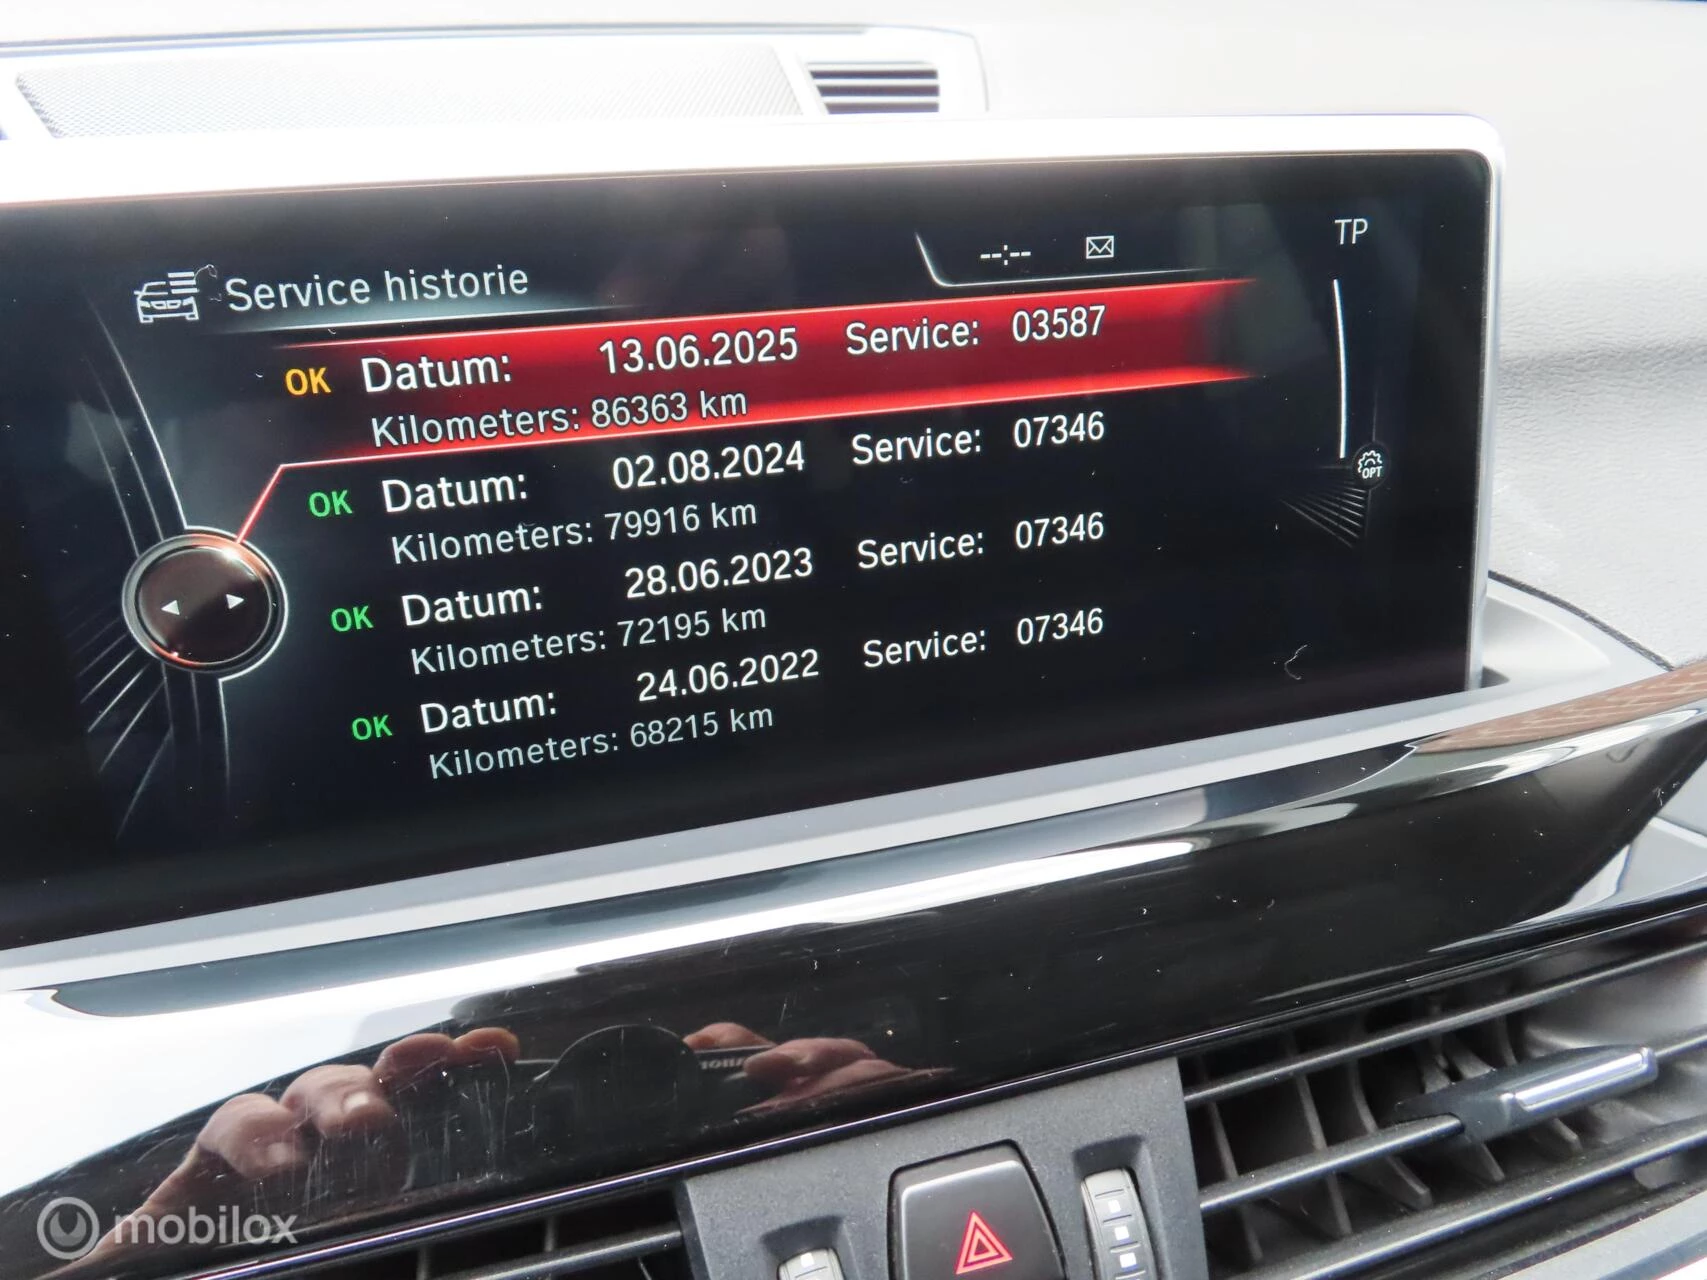 Service historie
--:--
TP
OK Datum: 13.06.2025 Service: 03587
Kilometers: 86363 km
OK Datum: 02.08.2024 Service: 07346
Kilometers: 79916 km
OPT
OK Datum: 28.06.2023 Service: 07346
Kilometers: 72195 km
OK Datum: 24.06.2022 Service: 07346
Kilometers: 68215 km
mobilox